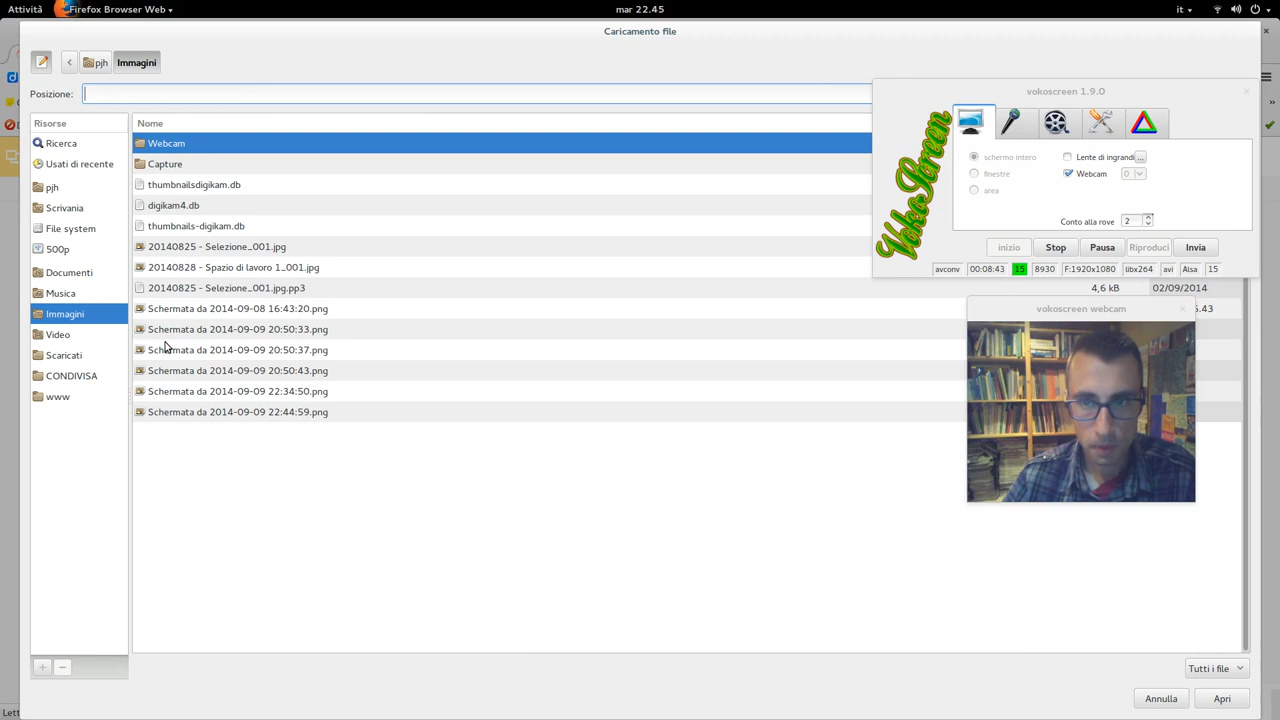 Attività Firefox Browser Web mar 22.45 it
Caricamento file
pjh Immagini
Posizione:
vokoscreen 1.9.0
VokoScreen
schermo intero Lente di ingrandi ...
finestre Webcam 0
area
Conto alla rove 2
inizio Stop Pausa Riproduci Invia
avconv 00:08:43 15 8930 F:1920x1080 libx264 avi Alsa 15
Risorse Nome
Ricerca Webcam
Usati di recente Capture
pjh thumbnailsdigikam.db
Scrivania digikam4.db
File system thumbnails-digikam.db
500p 20140825 - Selezione_001.jpg
Documenti 20140828 - Spazio di lavoro 1_001.jpg
Musica 20140825 - Selezione_001.jpg.pp3 4,6 kB 02/09/2014
Immagini Schermata da 2014-09-08 16:43:20.png
Video Schermata da 2014-09-09 20:50:33.png
Scaricati Schermata da 2014-09-09 20:50:37.png
CONDIVISA Schermata da 2014-09-09 20:50:43.png
www Schermata da 2014-09-09 22:34:50.png
Schermata da 2014-09-09 22:44:59.png
vokoscreen webcam
Tutti i file
Annulla Apri